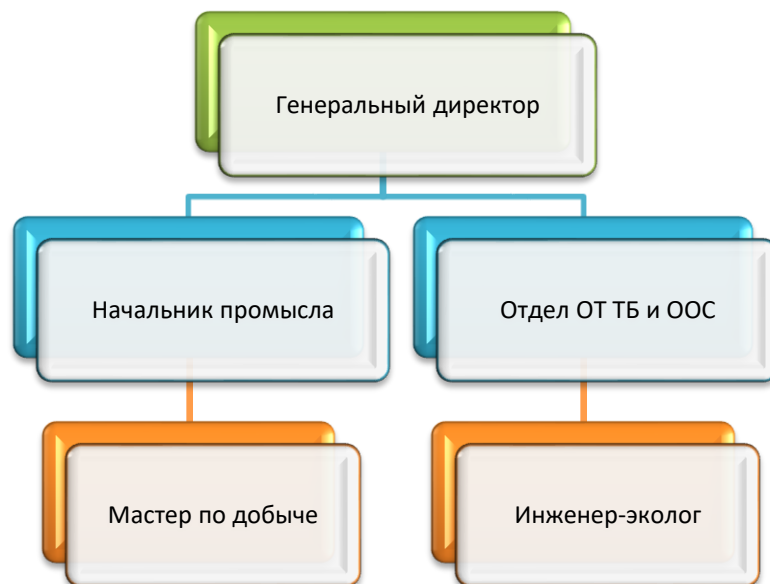 Генеральный директор
Начальник промысла
Отдел ОТ ТБ и ООС
Мастер по добыче
Инженер-эколог